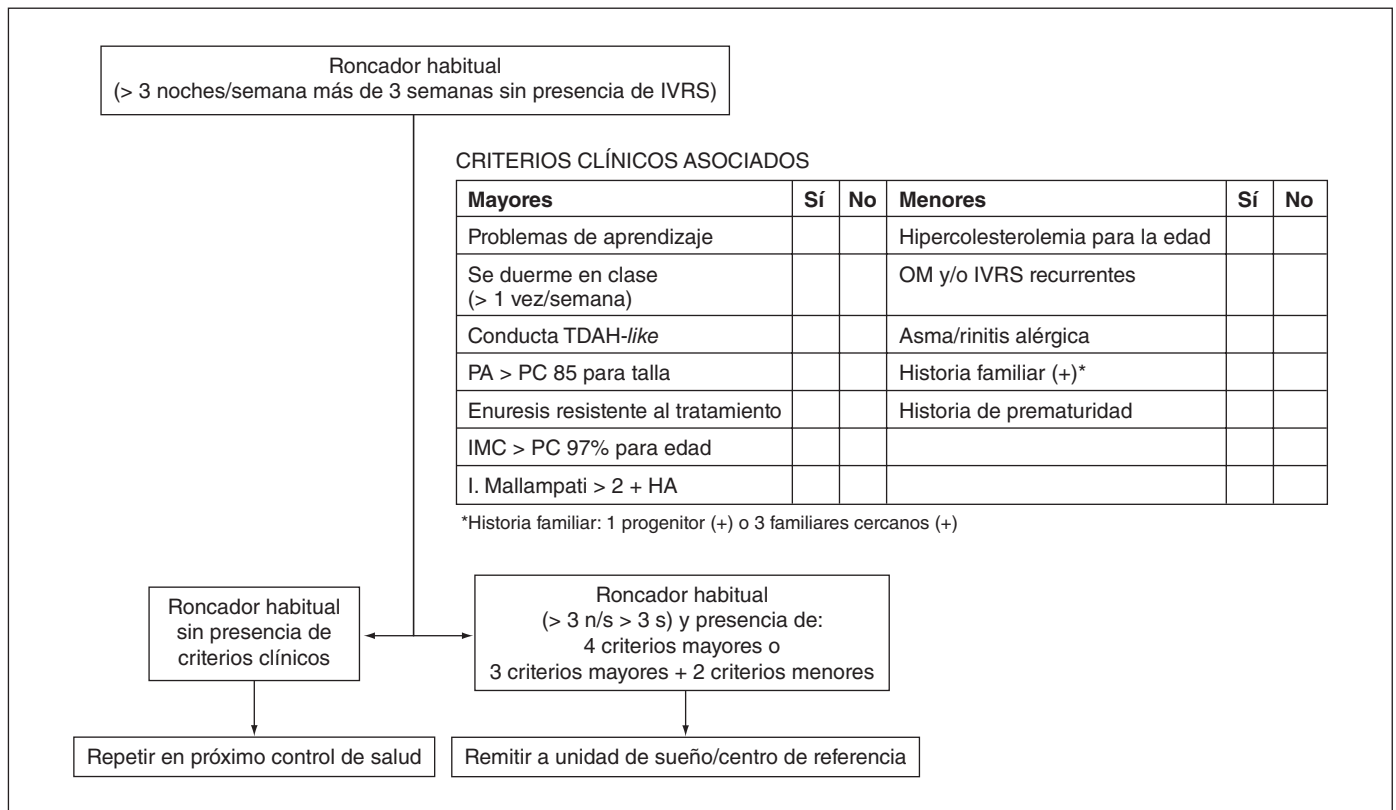 Roncador habitual
(> 3 noches/semana más de 3 semanas sin presencia de IVRS)
CRITERIOS CLÍNICOS ASOCIADOS
Mayores Sí No Menores Sí No
Problemas de aprendizaje Hipercolesterolemia para la edad
Se duerme en clase OM y/o IVRS recurrentes
(> 1 vez/semana)
Conducta TDAH-like Asma/rinitis alérgica
PA > PC 85 para talla Historia familiar (+)*
Enuresis resistente al tratamiento Historia de prematuridad
IMC > PC 97% para edad
I. Mallampati > 2 + HA
*Historia familiar: 1 progenitor (+) o 3 familiares cercanos (+)
Roncador habitual
sin presencia de
criterios clínicos
Roncador habitual
(> 3 n/s > 3 s) y presencia de:
4 criterios mayores o
3 criterios mayores + 2 criterios menores
Repetir en próximo control de salud
Remitir a unidad de sueño/centro de referencia